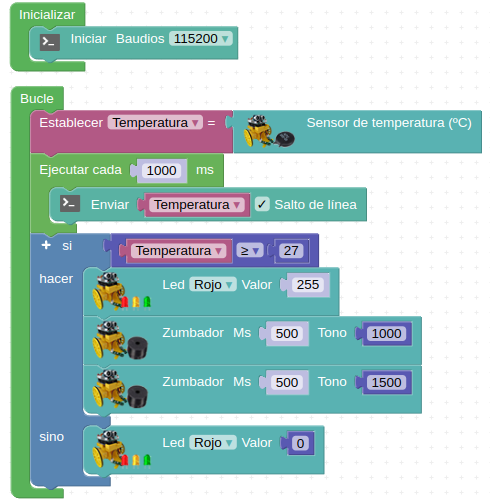 Inicializar
Iniciar Baudios 115200
Bucle
Establecer Temperatura = Sensor de temperatura (ºC)
Ejecutar cada 1000 ms
Enviar Temperatura ✓ Salto de línea
+ si Temperatura ≥ 27
hacer
Led Rojo Valor 255
Zumbador Ms 500 Tono 1000
Zumbador Ms 500 Tono 1500
sino
Led Rojo Valor 0